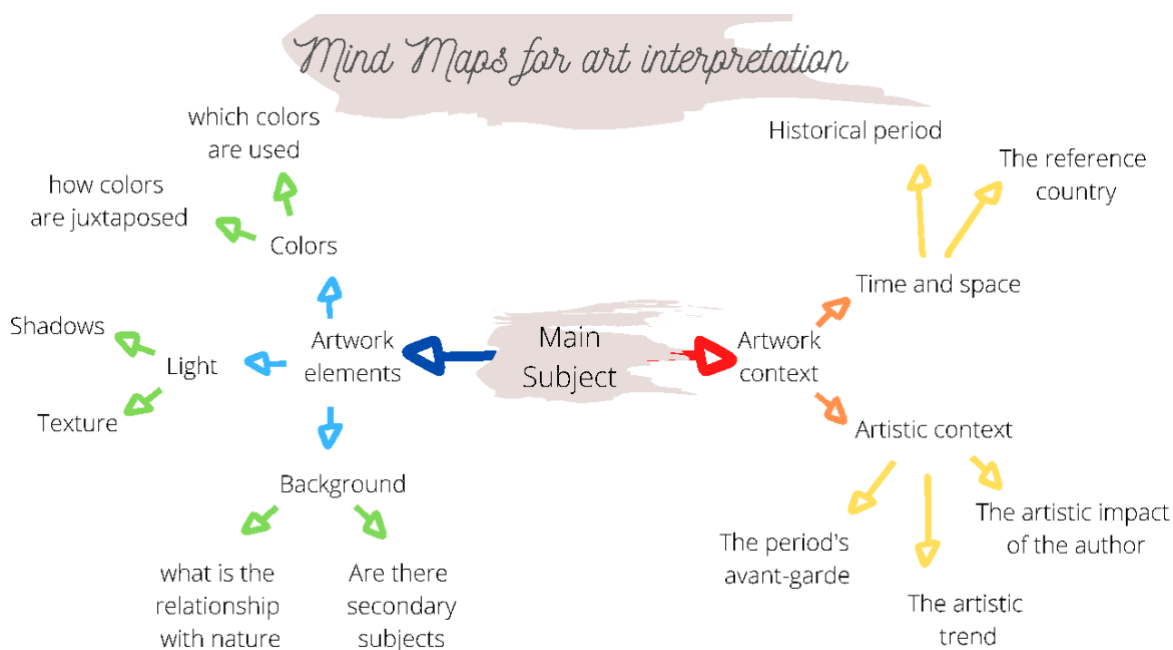 Mind Maps for art interpretation
which colors
are used
how colors
are juxtaposed
Colors
Shadows
Light
Texture
Artwork
elements
Background
what is the
relationship
with nature
Are there
secondary
subjects
Main
Subject
Artwork
context
Historical period
The reference
country
Time and space
Artistic context
The period's
avant-garde
The artistic
trend
The artistic impact
of the author